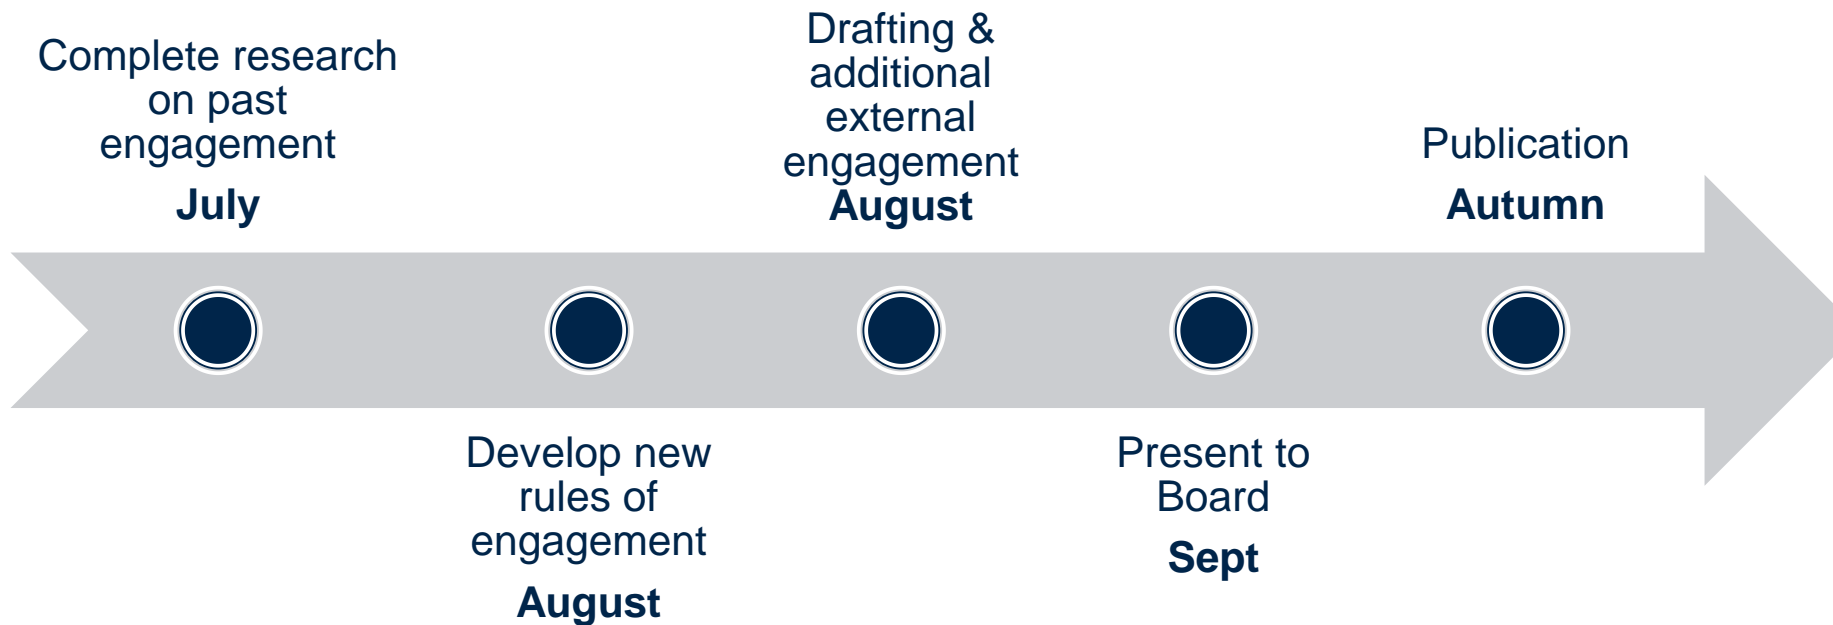 Complete research
on past
engagement
July
Develop new
rules of
engagement
August
Drafting &
additional
external
engagement
August
Present to
Board
Sept
Publication
Autumn